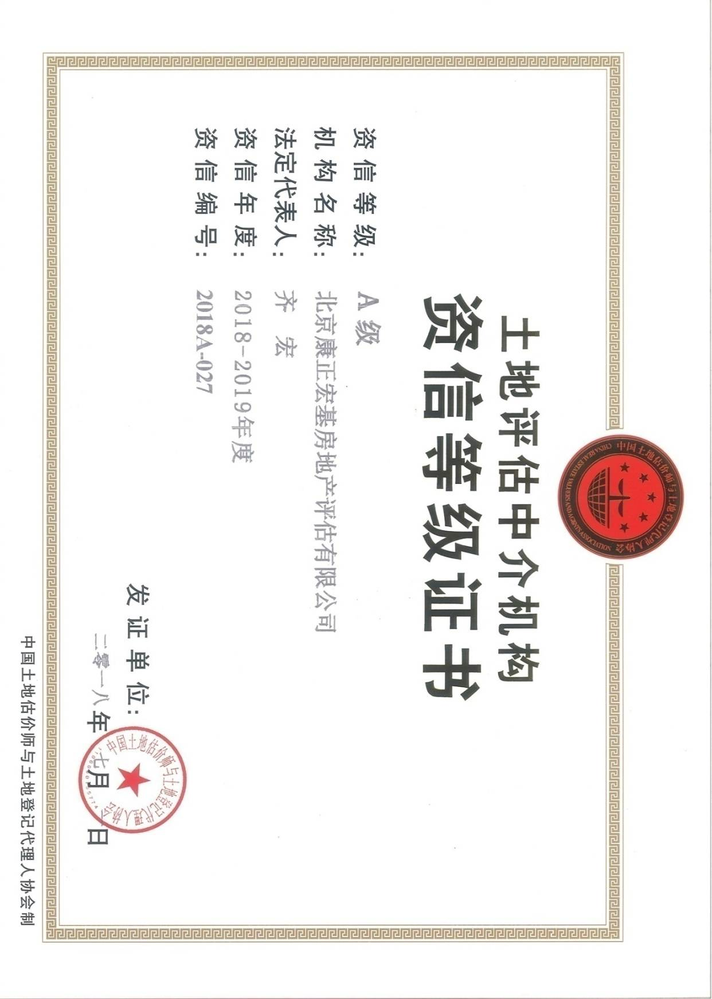 中国土地估价师与土地登记代理人协会
CHINA REAL ESTATE VALUERS AND AGENTS ASSOCIATION
土地评估中介机构
资信等级证书
资信等级: A级
机构名称: 北京康正宏基房地产评估有限公司
法定代表人: 齐 宏
资信年度: 2018-2019年度
资信编号: 2018A-027
发证单位:
中国土地估价师与土地登记代理人协会
二零一八年七月 日
中国土地估价师与土地登记代理人协会制